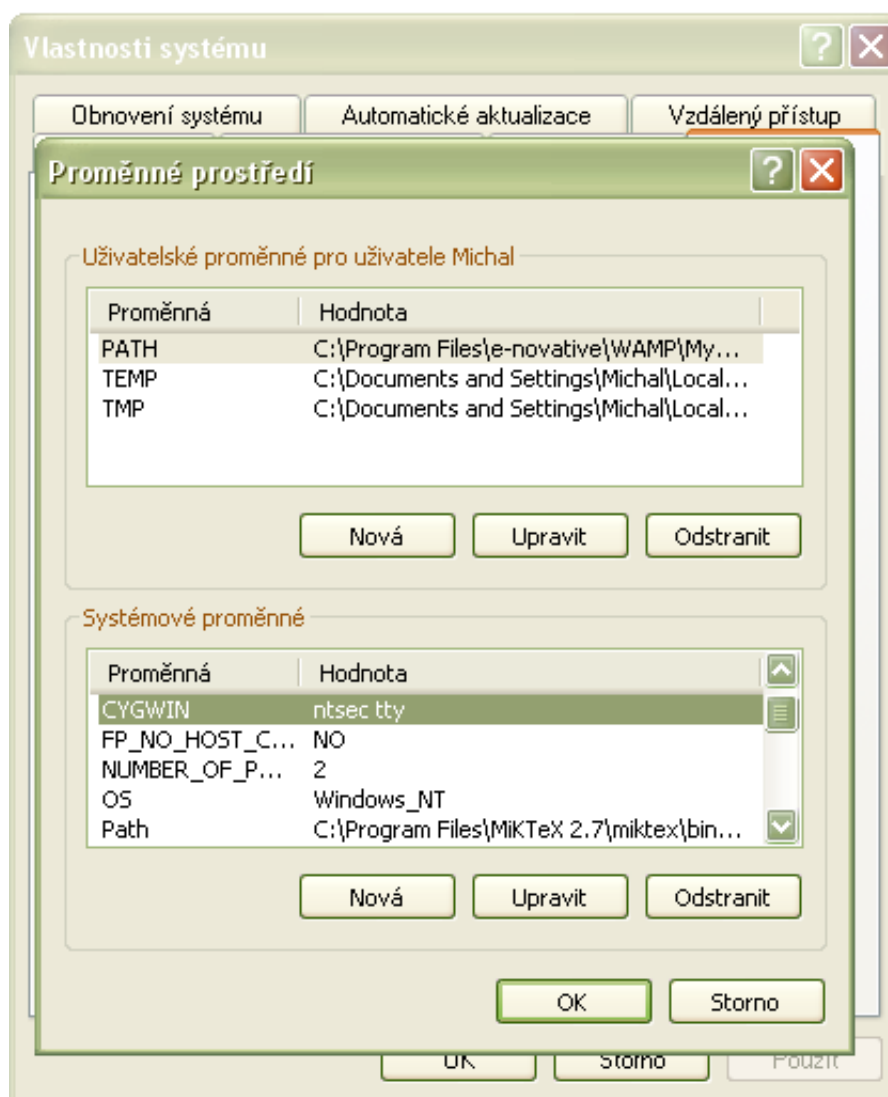 Vlastnosti systému
Obnovení systému Automatické aktualizace Vzdálený přístup
Proměnné prostředí
Uživatelské proměnné pro uživatele Michal
Proměnná Hodnota
PATH C:\Program Files\e-novative\WAMP\My...
TEMP C:\Documents and Settings\Michal\Local...
TMP C:\Documents and Settings\Michal\Local...
Nová Upravit Odstranit
Systémové proměnné
Proměnná Hodnota
CYGWIN ntsec tty
FP_NO_HOST_C... NO
NUMBER_OF_P... 2
OS Windows_NT
Path C:\Program Files\MiKTeX 2.7\miktex\bin...
Nová Upravit Odstranit
OK Storno
OK Storno Použít